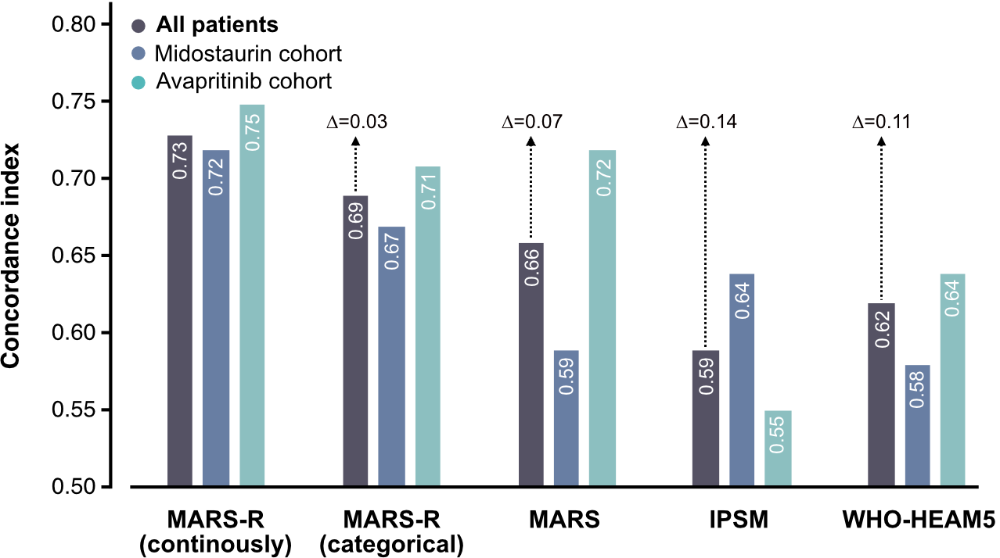 0.80
0.75
0.70
0.65
0.60
0.55
0.50
Concordance index
All patients
Midostaurin cohort
Avapritinib cohort
Δ=0.03
Δ=0.07
Δ=0.14
Δ=0.11
0.73
0.72
0.75
0.69
0.67
0.71
0.66
0.59
0.72
0.59
0.64
0.55
0.62
0.58
0.64
MARS-R
(continously)
MARS-R
(categorical)
MARS
IPSM
WHO-HEAM5